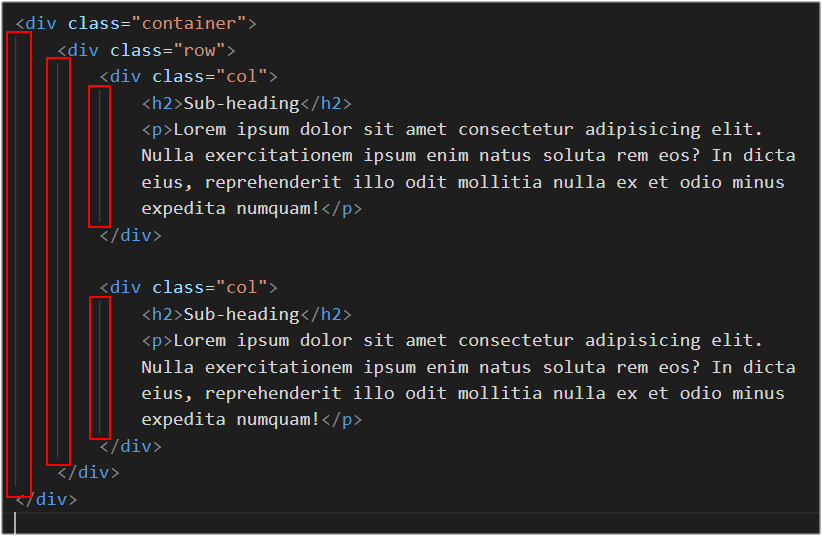 <div class="container">
<div class="row">
<div class="col">
<h2>Sub-heading</h2>
<p>Lorem ipsum dolor sit amet consectetur adipisicing elit.
Nulla exercitationem ipsum enim natus soluta rem eos? In dicta
eius, reprehenderit illo odit mollitia nulla ex et odio minus
expedita numquam!</p>
</div>
<div class="col">
<h2>Sub-heading</h2>
<p>Lorem ipsum dolor sit amet consectetur adipisicing elit.
Nulla exercitationem ipsum enim natus soluta rem eos? In dicta
eius, reprehenderit illo odit mollitia nulla ex et odio minus
expedita numquam!</p>
</div>
</div>
</div>